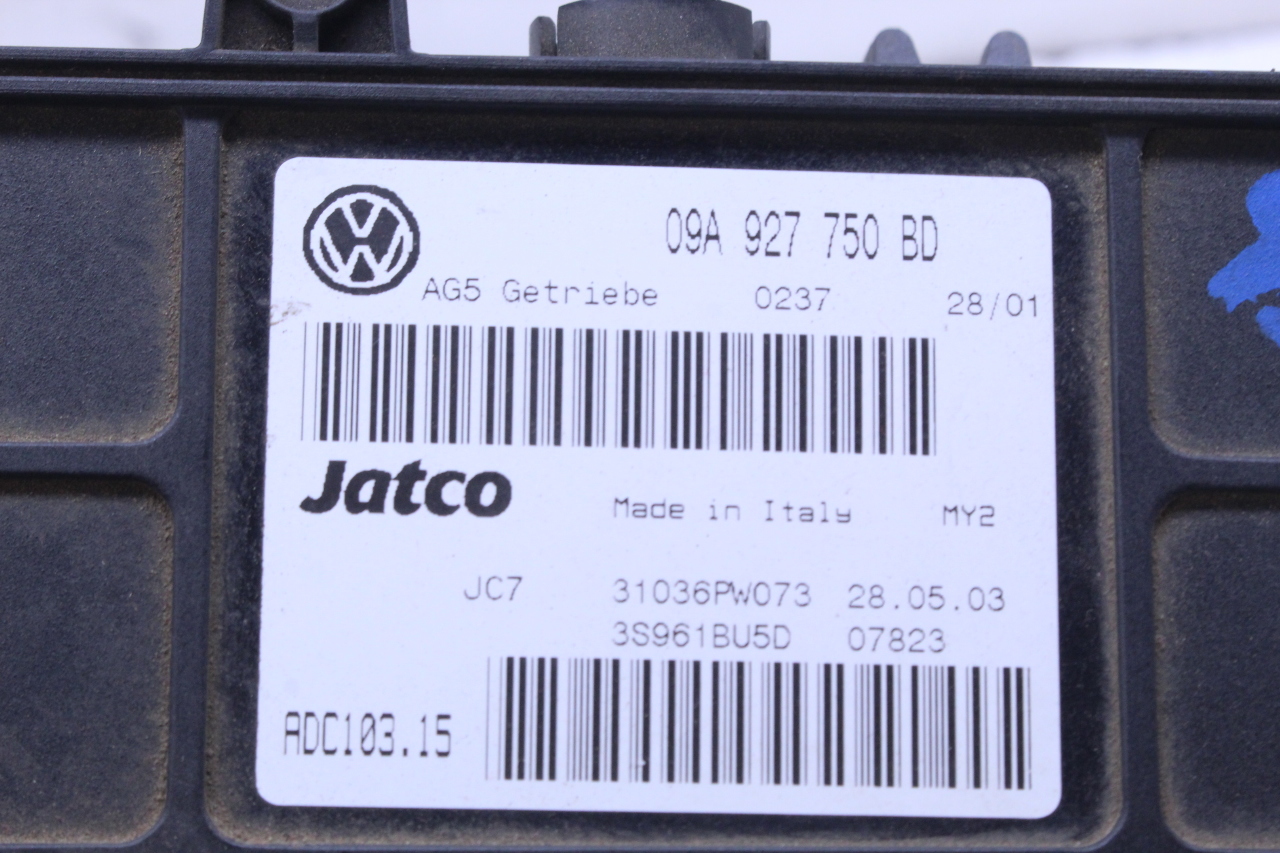 09A 927 750 BD
AG5 Getriebe 0237 28/01
Jatco Made in Italy MY2
JC7 31036PW073 28.05.03
3S961BU5D 07823
ADC103.15